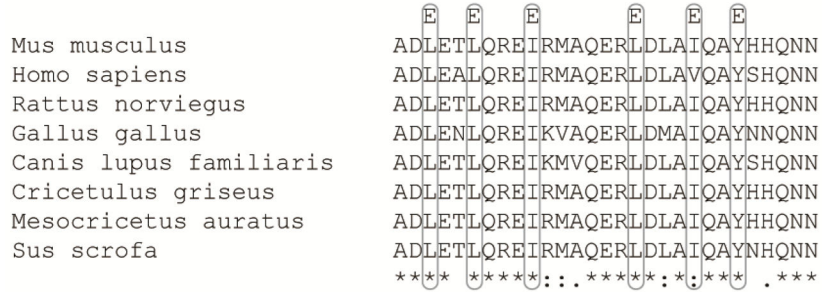 E E E E E E
Mus musculus ADLETLQREIRMAQERLDLAIQAYHHQNN
Homo sapiens ADLEALQREIRMAQERLDLAVQAYSHQNN
Rattus norviegus ADLETLQREIRMAQERLDLAIQAYHHQNN
Gallus gallus ADLENLQREIKVAQERLDMAIQAYNNQNN
Canis lupus familiaris ADLETLQREIKMVQERLDLAIQAYSHQNN
Cricetulus griseus ADLETLQREIRMAQERLDLAIQAYHHQNN
Mesocricetus auratus ADLETLQREIRMAQERLDLAIQAYHHQNN
Sus scrofa ADLETLQREIRMAQERLDLAIQAYNHQNN
**** *****::.*****:*:*** .***